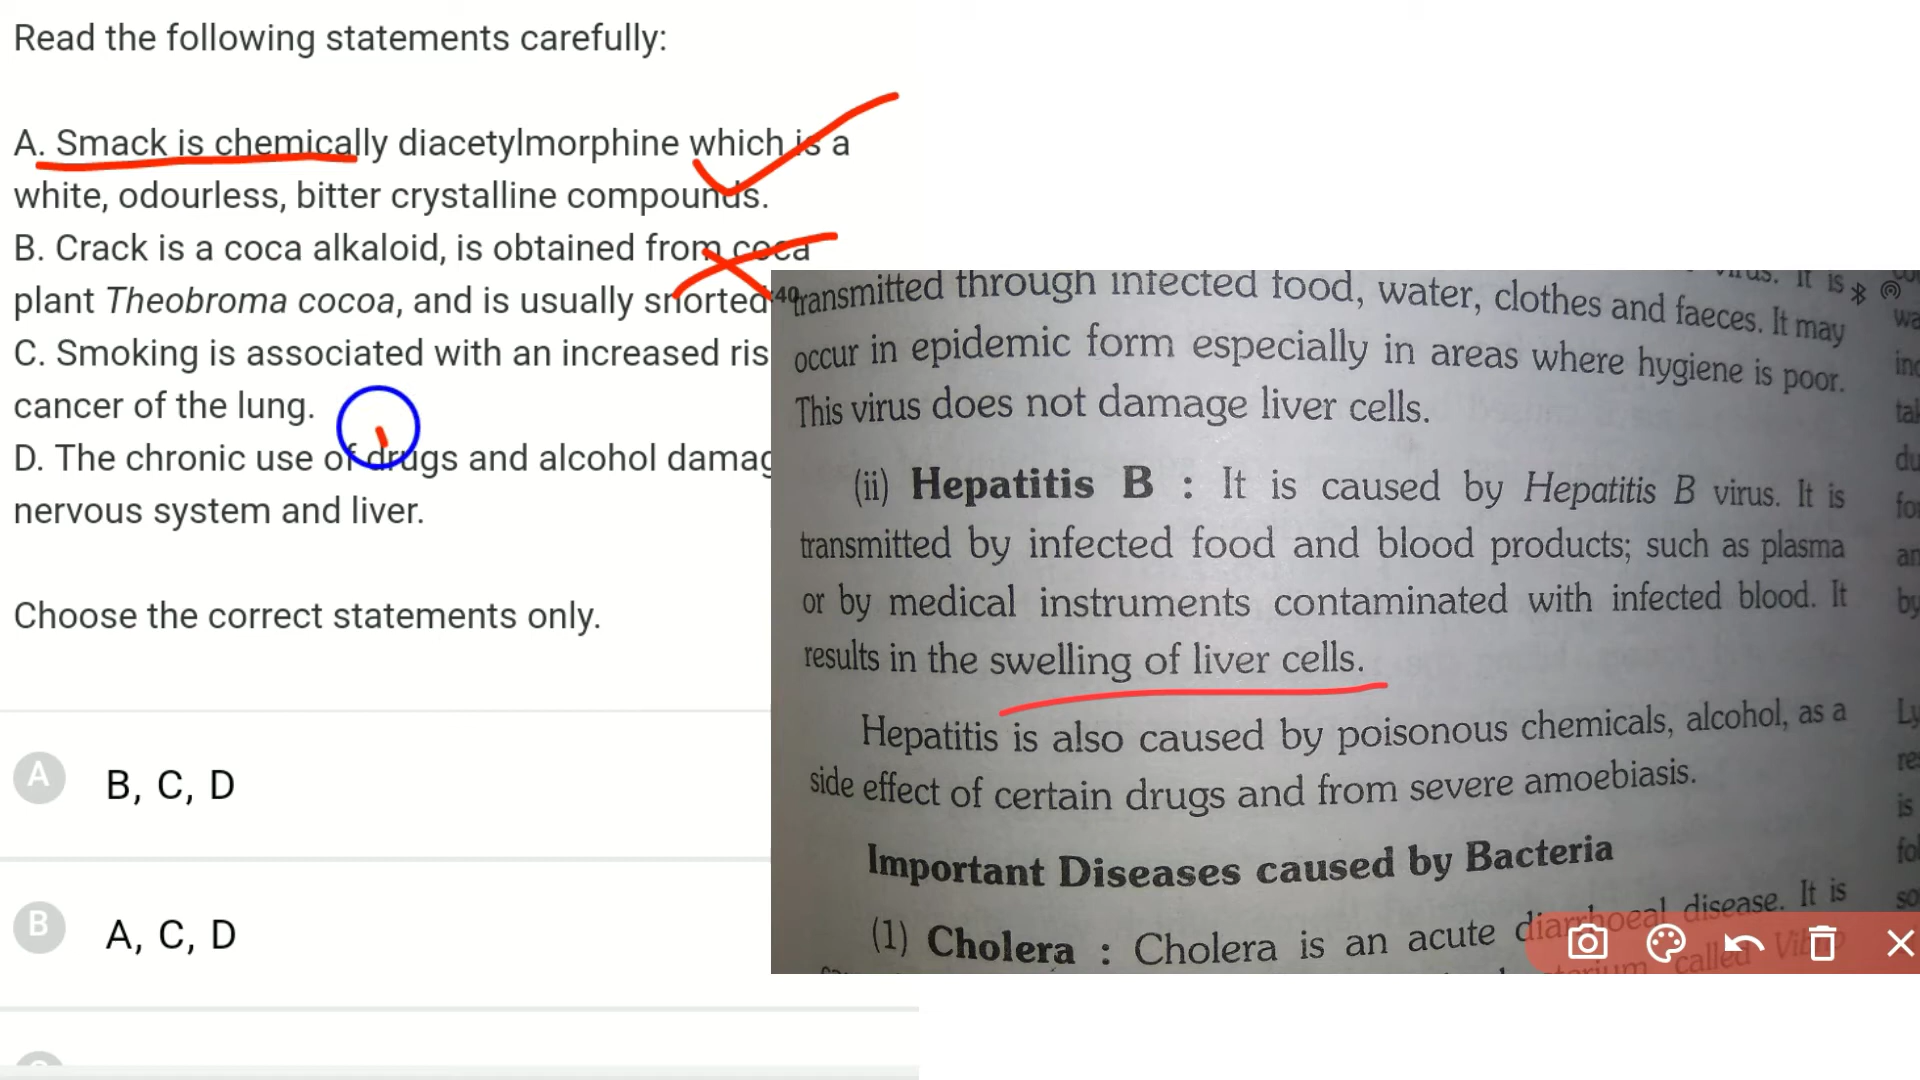 Read the following statements carefully:
A. Smack is chemically diacetylmorphine which is a
white, odourless, bitter crystalline compounds.
B. Crack is a coca alkaloid, is obtained from coca
plant Theobroma cocoa, and is usually snorted
C. Smoking is associated with an increased ris
cancer of the lung.
D. The chronic use of drugs and alcohol damag
nervous system and liver.
Choose the correct statements only.
A B, C, D
B A, C, D
virus. It is
transmitted through infected food, water, clothes and faeces. It may
occur in epidemic form especially in areas where hygiene is poor.
This virus does not damage liver cells.
(ii) Hepatitis B : It is caused by Hepatitis B virus. It is
transmitted by infected food and blood products; such as plasma
or by medical instruments contaminated with infected blood. It
results in the swelling of liver cells.
Hepatitis is also caused by poisonous chemicals, alcohol, as a
side effect of certain drugs and from severe amoebiasis.
Important Diseases caused by Bacteria
(1) Cholera : Cholera is an acute diarrhoeal disease. It is
called